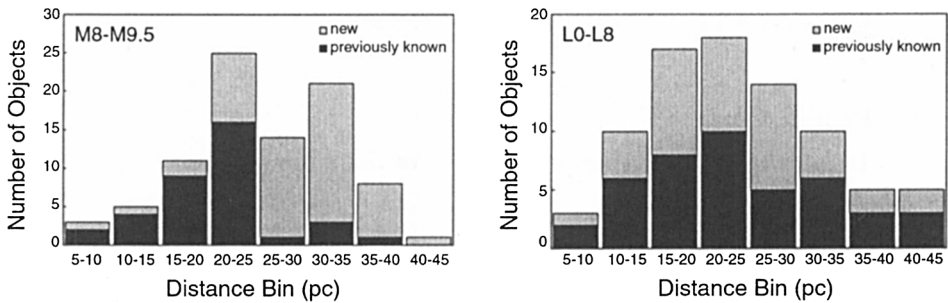 M8-M9.5
new
previously known
Number of Objects
30
25
20
15
10
5
0
5-10 10-15 15-20 20-25 25-30 30-35 35-40 40-45
Distance Bin (pc)
L0-L8
new
previously known
Number of Objects
20
15
10
5
0
5-10 10-15 15-20 20-25 25-30 30-35 35-40 40-45
Distance Bin (pc)